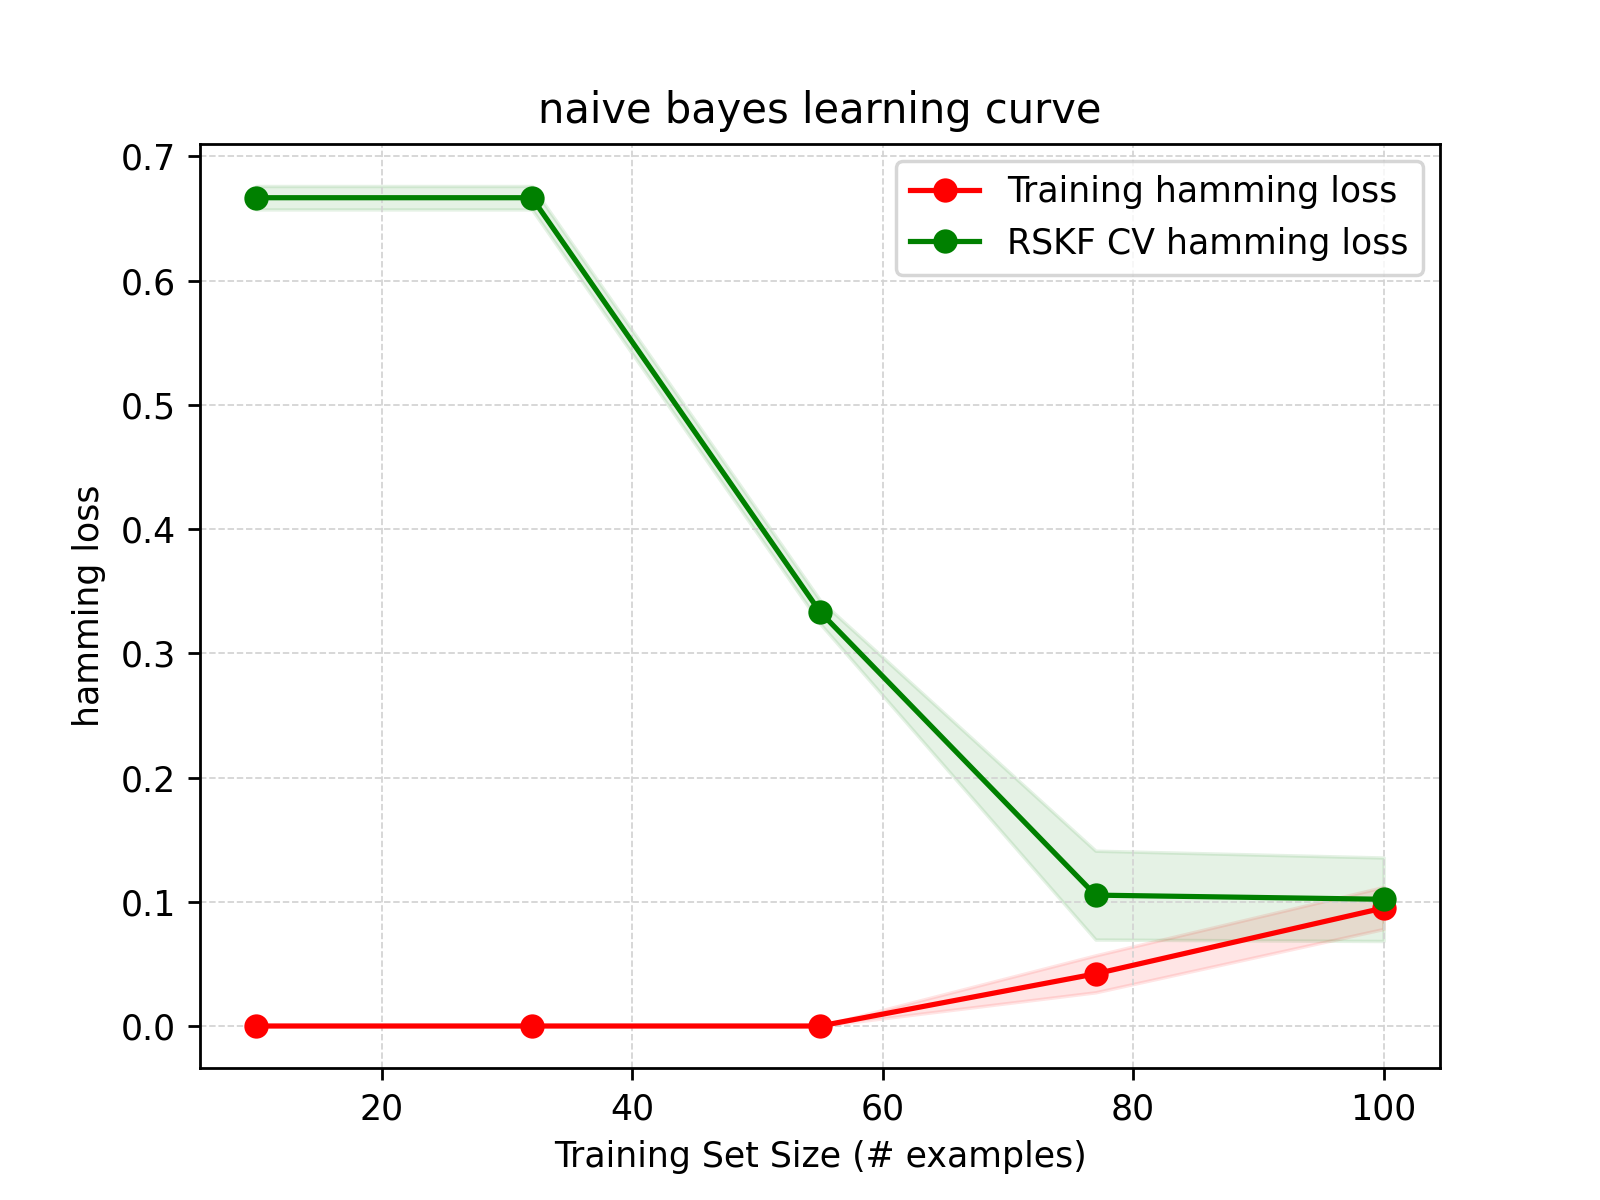 naive bayes learning curve
Training hamming loss
RSKF CV hamming loss
hamming loss
0.7
0.6
0.5
0.4
0.3
0.2
0.1
0.0
20 40 60 80 100
Training Set Size (# examples)